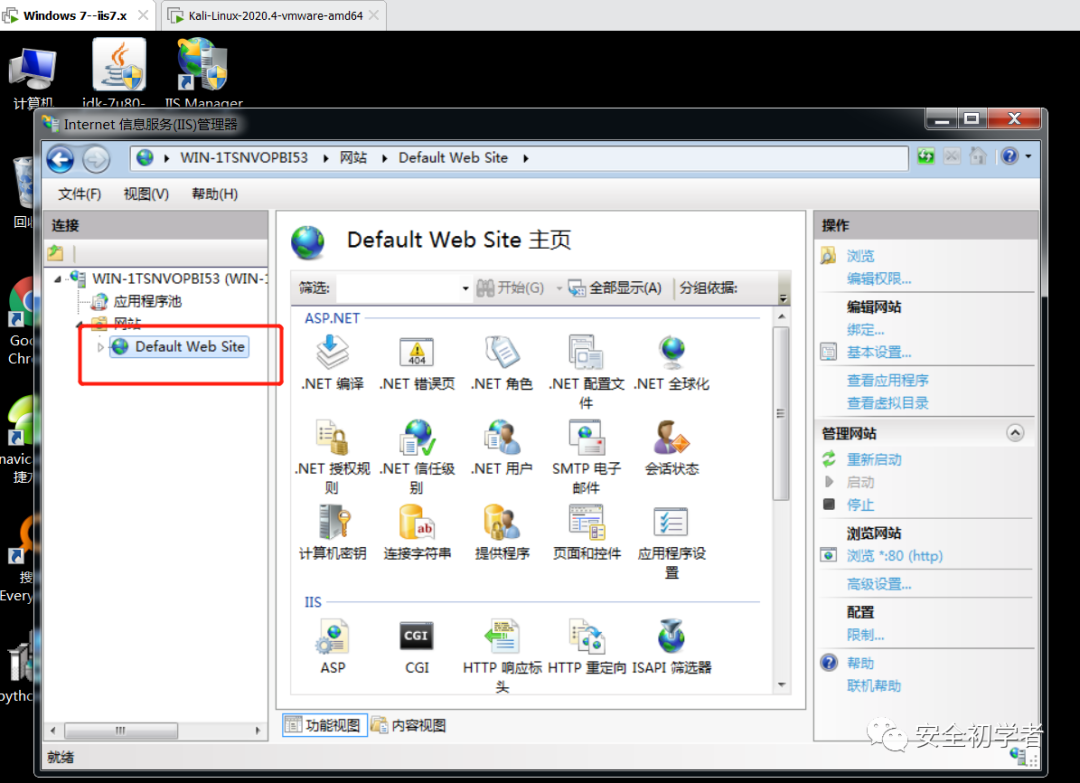 Windows 7--iis7.x
Kali-Linux-2020.4-vmware-amd64
计算机
jdk-7u80-
IIS Manager
Internet 信息服务(IIS)管理器
WIN-1TSNVOPBI53
网站
Default Web Site
文件(F)
视图(V)
帮助(H)
连接
WIN-1TSNVOPBI53 (WIN-1
应用程序池
网站
Default Web Site
Default Web Site 主页
筛选:
开始(G)
全部显示(A)
分组依据:
ASP.NET
.NET 编译
.NET 错误页
.NET 角色
.NET 配置文
件
.NET 全球化
.NET 授权规
则
.NET 信任级
别
.NET 用户
SMTP 电子
邮件
会话状态
计算机密钥
连接字符串
提供程序
页面和控件
应用程序设
置
IIS
ASP
CGI
CGI
HTTP 响应标
头
HTTP 重定向
ISAPI 筛选器
功能视图
内容视图
操作
浏览
编辑权限...
编辑网站
绑定...
基本设置...
查看应用程序
查看虚拟目录
管理网站
重新启动
启动
停止
浏览网站
浏览 *:80 (http)
高级设置...
配置
限制...
帮助
联机帮助
就绪
回收
Goo
Chr
navic
捷方
搜
Every
pytho
404
ab
安全初学者